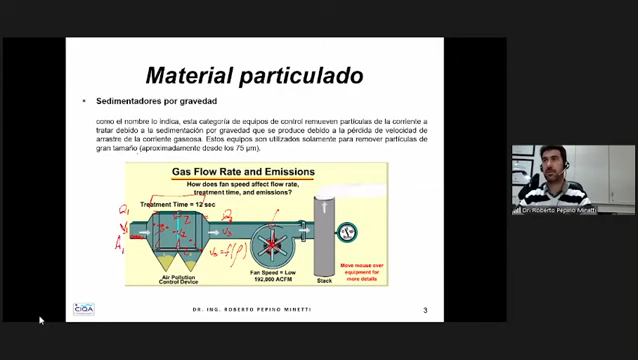 Material particulado
• Sedimentadores por gravedad
como el nombre lo indica, esta categoría de equipos de control remueven partículas de la corriente a
tratar debido a la sedimentación por gravedad que se produce debido a la pérdida de velocidad de
arrastre de la corriente gaseosa. Estos equipos son utilizados solamente para remover partículas de
gran tamaño (aproximadamente desde los 75 µm).
Gas Flow Rate and Emissions
How does fan speed affect flow rate,
treatment time, and emissions?
Treatment Time = 12 sec
Air Pollution
Control Device
Fan Speed = Low
192,000 ACFM
Stack
Move mouse over
equipment for
more details
CIQA
DR. ING. ROBERTO PEPINO MINETTI
3
Dr. Roberto Pepino Minetti